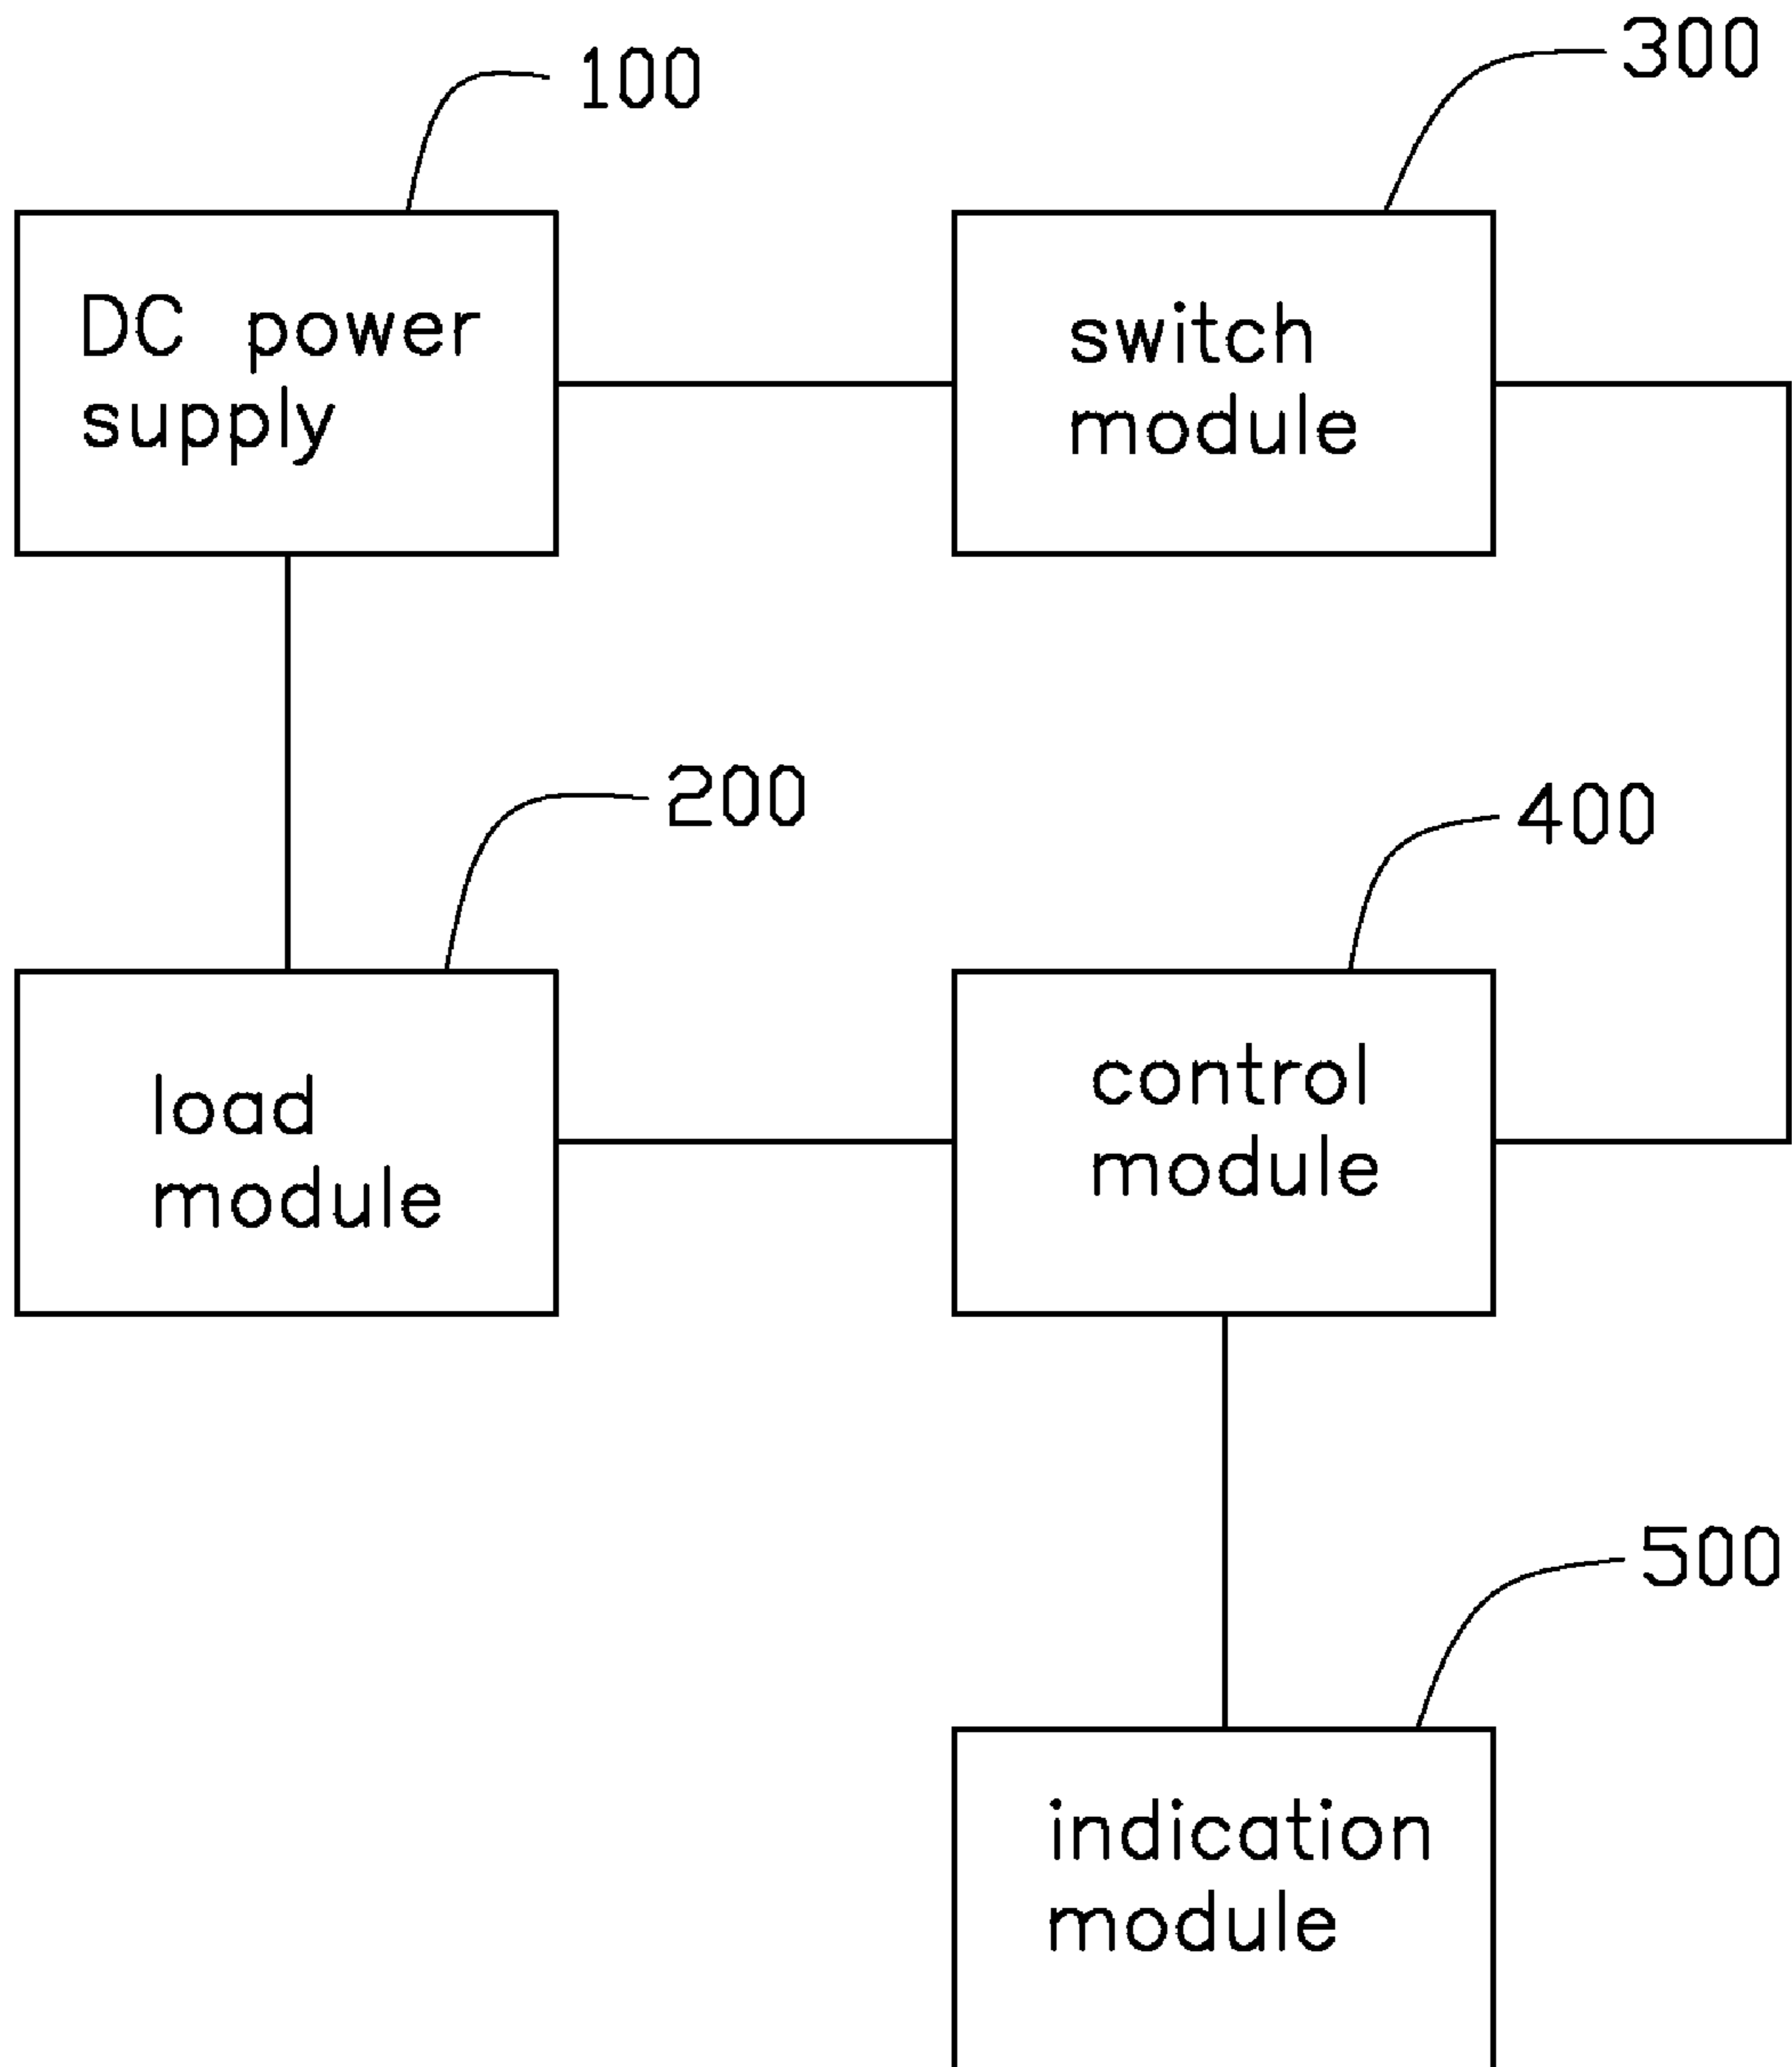 100
300
DC power
supply
switch
module
200
400
load
module
control
module
500
indication
module